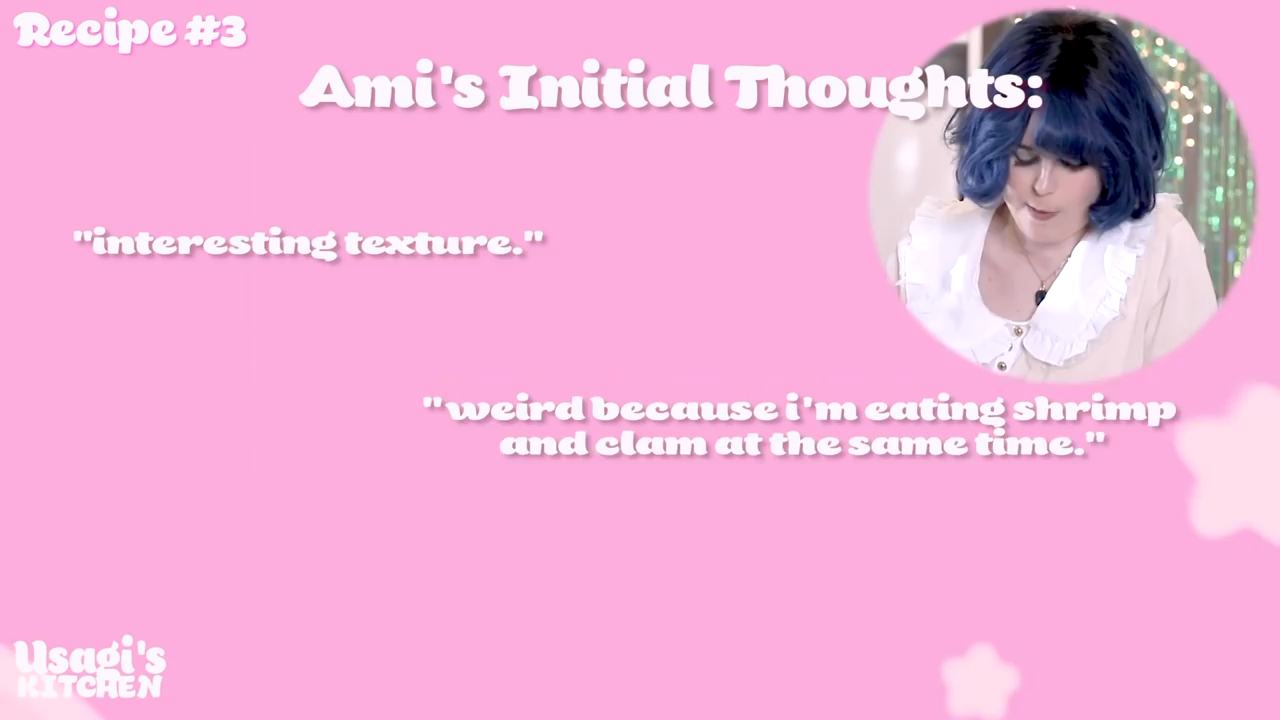 Recipe #3
Ami's Initial Thoughts:
"interesting texture."
"weird because i'm eating shrimp
and clam at the same time."
Usagi's
KITCHEN